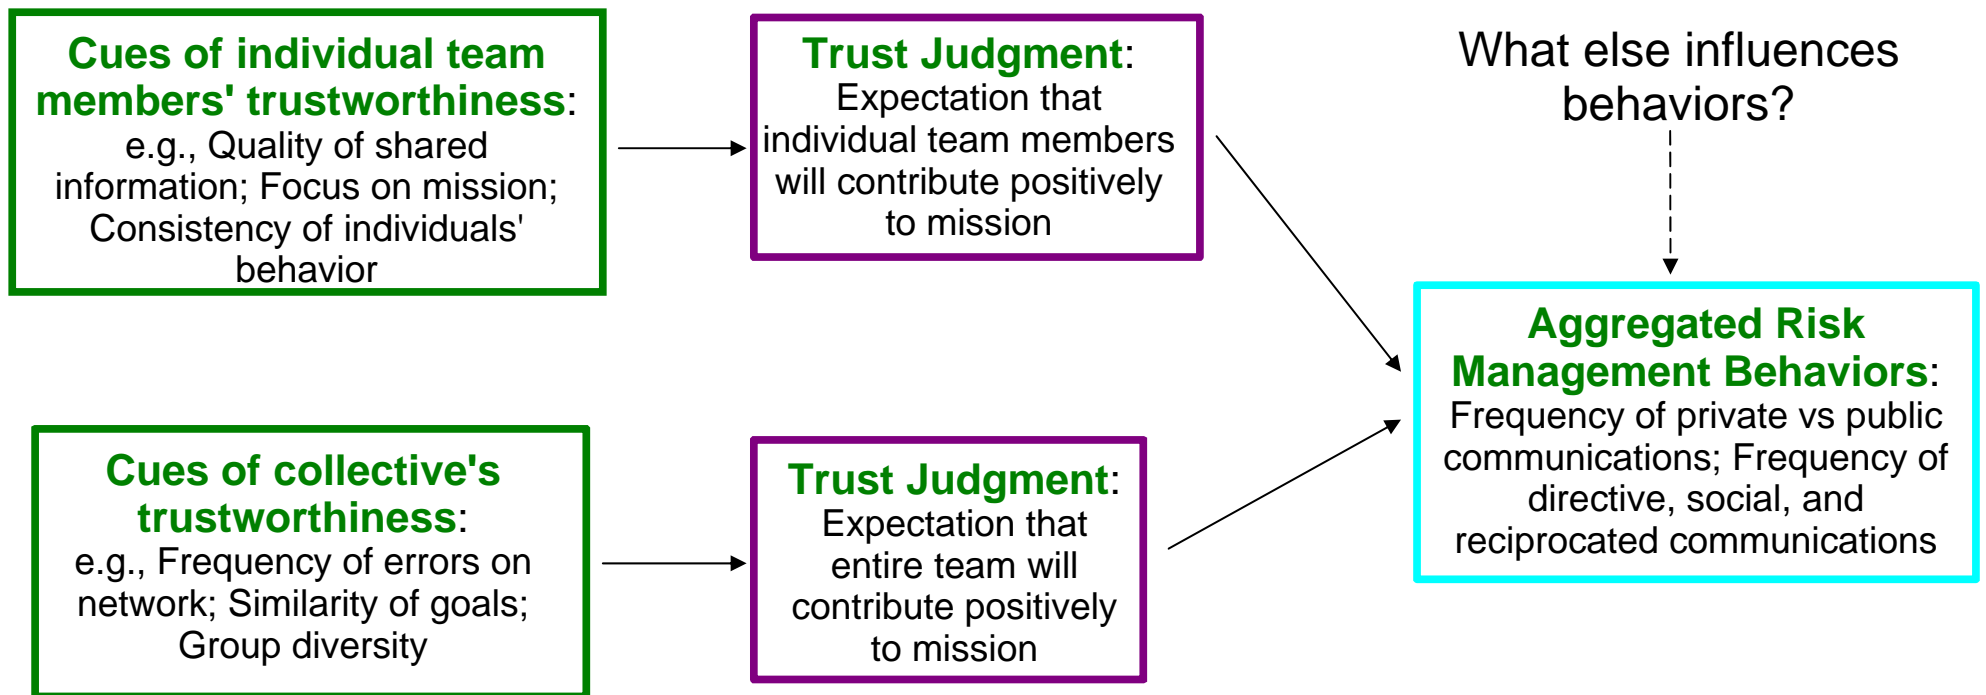 Cues of individual team
members' trustworthiness:
e.g., Quality of shared
information; Focus on mission;
Consistency of individuals'
behavior
Trust Judgment:
Expectation that
individual team members
will contribute positively
to mission
What else influences
behaviors?
Cues of collective's
trustworthiness:
e.g., Frequency of errors on
network; Similarity of goals;
Group diversity
Trust Judgment:
Expectation that
entire team will
contribute positively
to mission
Aggregated Risk
Management Behaviors:
Frequency of private vs public
communications; Frequency of
directive, social, and
reciprocated communications